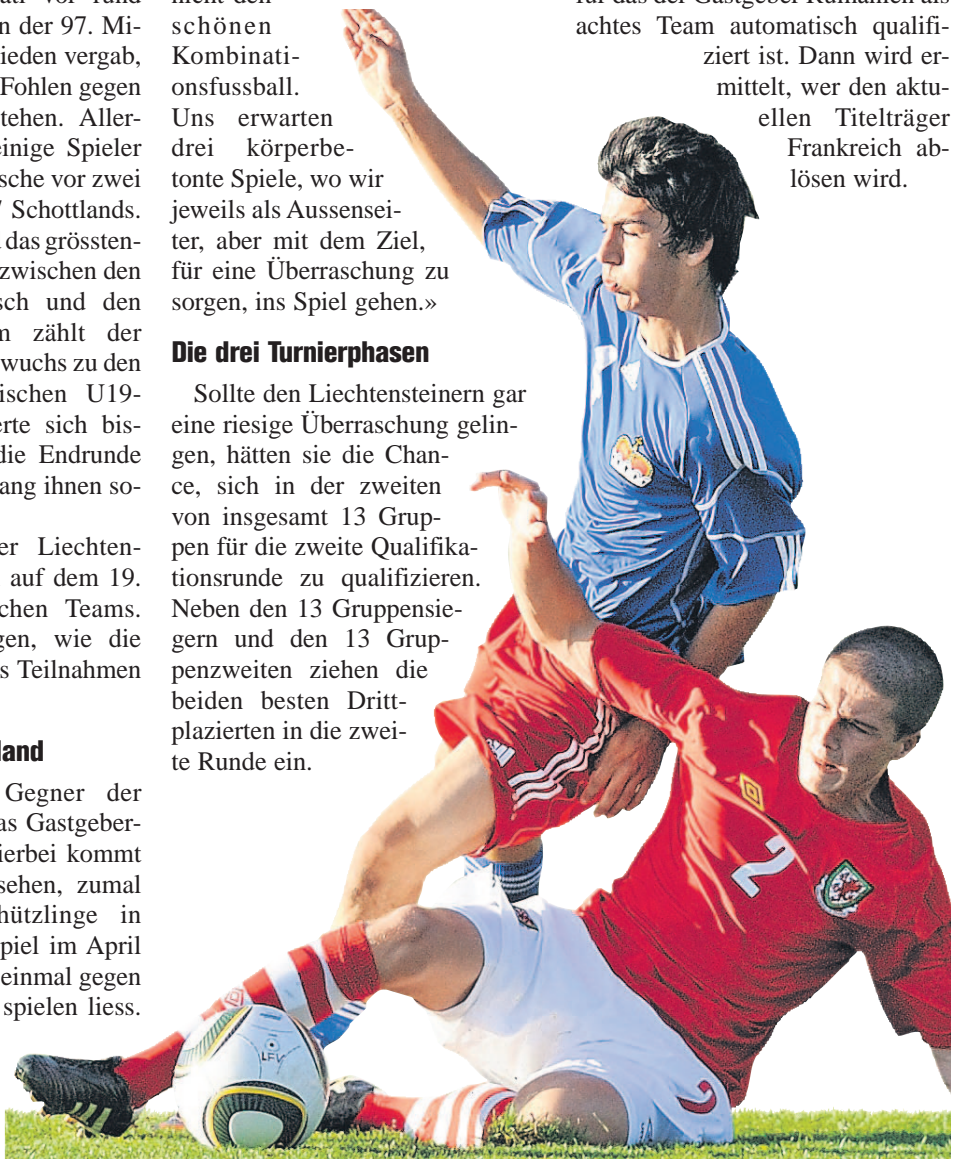 n der 97. Mi-
ieden vergab,
Fohlen gegen
tehen. Aller-
einige Spieler
sche vor zwei
Schottlands.
das grössten-
zwischen den
sch und den
m zählt der
wuchs zu den
ischen U19-
erte sich bis-
die Endrunde
ang ihnen so-
er Liechten-
auf dem 19.
chen Teams.
gen, wie die
s Teilnahmen
land
Gegner der
as Gastgeber-
ierbei kommt
sehen, zumal
hützlinge in
piel im April
einmal gegen
spielen liess.
schönen
Kombinati-
onsfussball.
Uns erwarten
drei körperbe-
tonte Spiele, wo wir
jeweils als Aussensei-
ter, aber mit dem Ziel,
für eine Überraschung zu
sorgen, ins Spiel gehen.»
Die drei Turnierphasen
Sollte den Liechtensteinern gar
eine riesige Überraschung gelin-
gen, hätten sie die Chan-
ce, sich in der zweiten
von insgesamt 13 Grup-
pen für die zweite Qualifika-
tionsrunde zu qualifizieren.
Neben den 13 Gruppensie-
gern und den 13 Grup-
penzweiten ziehen die
beiden besten Dritt-
plazierten in die zwei-
te Runde ein.
für das der Gastgeber Rumänien als
achtes Team automatisch qualifi-
ziert ist. Dann wird er-
mittelt, wer den aktu-
ellen Titelträger
Frankreich ab-
lösen wird.
2
LFV
2